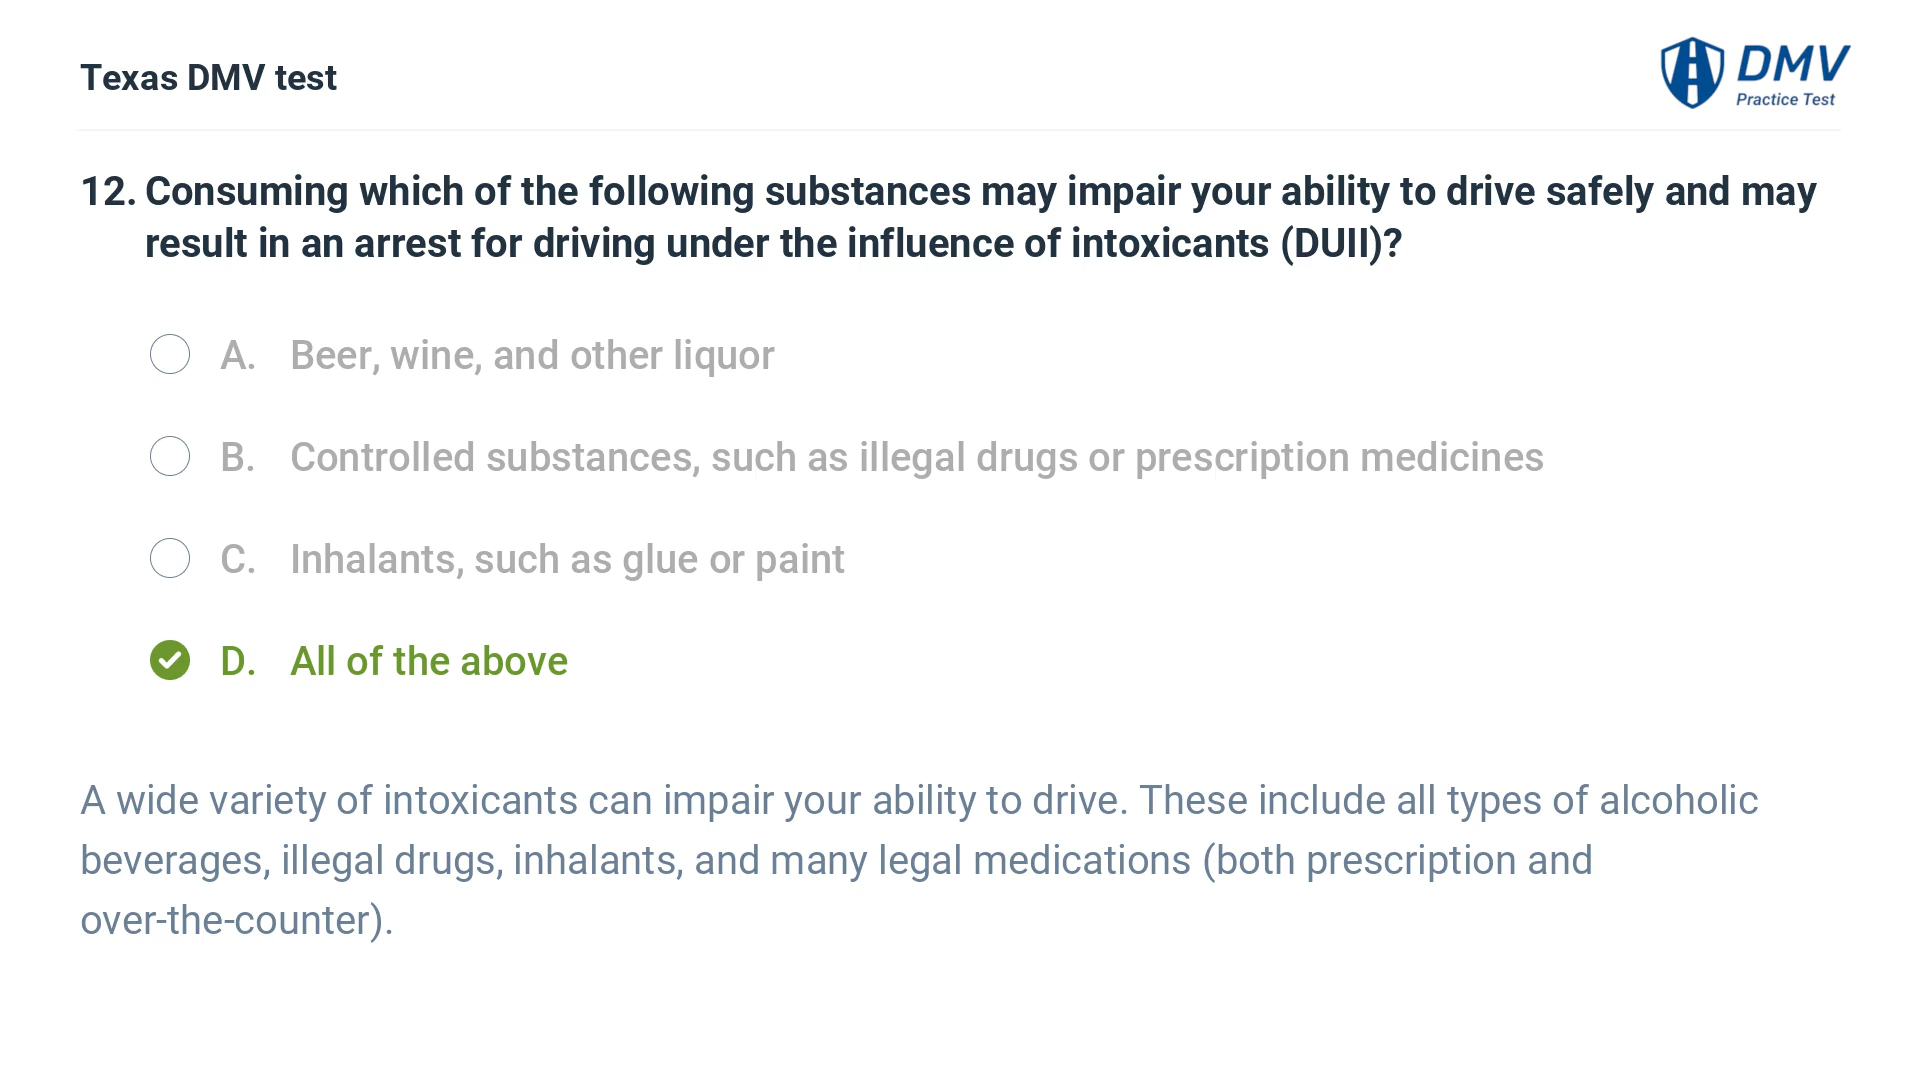 Texas DMV test
DMV
Practice Test
12. Consuming which of the following substances may impair your ability to drive safely and may
result in an arrest for driving under the influence of intoxicants (DUII)?
A. Beer, wine, and other liquor
B. Controlled substances, such as illegal drugs or prescription medicines
C. Inhalants, such as glue or paint
D. All of the above
A wide variety of intoxicants can impair your ability to drive. These include all types of alcoholic
beverages, illegal drugs, inhalants, and many legal medications (both prescription and
over-the-counter).